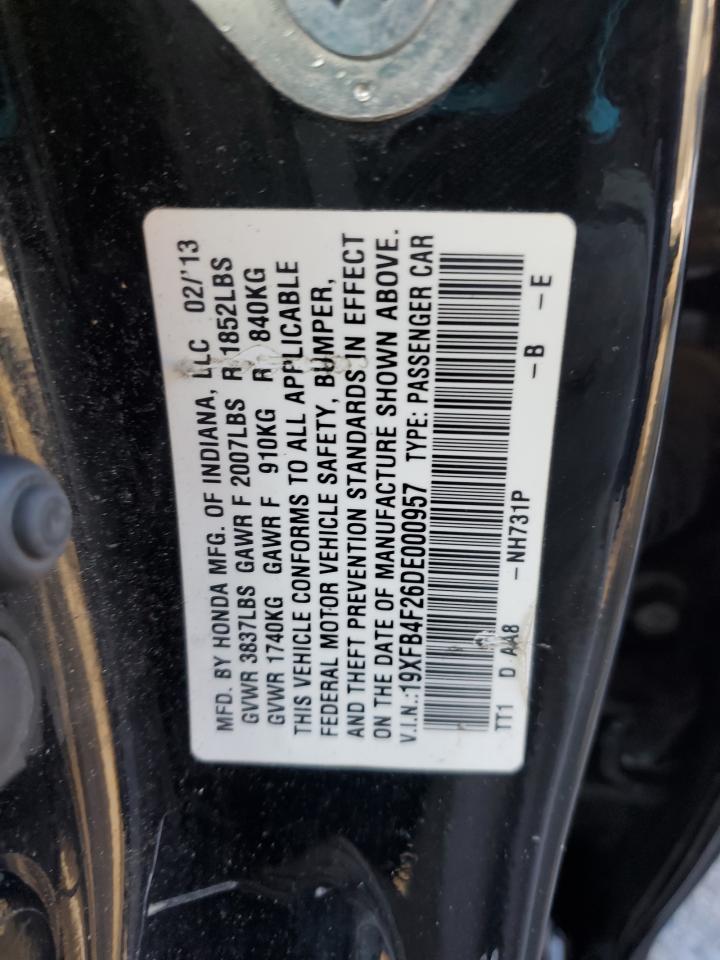 MFD. BY HONDA MFG. OF INDIANA, LLC 02/'13
GVWR 3837LBS GAWR F 2007LBS R 1852LBS
GVWR 1740KG GAWR F 910KG R 840KG
THIS VEHICLE CONFORMS TO ALL APPLICABLE
FEDERAL MOTOR VEHICLE SAFETY, BUMPER,
AND THEFT PREVENTION STANDARDS IN EFFECT
ON THE DATE OF MANUFACTURE SHOWN ABOVE.
V.I.N.:19XFB4F26DE000957 TYPE: PASSENGER CAR
TT1 D AA8 – NH731P – B – E